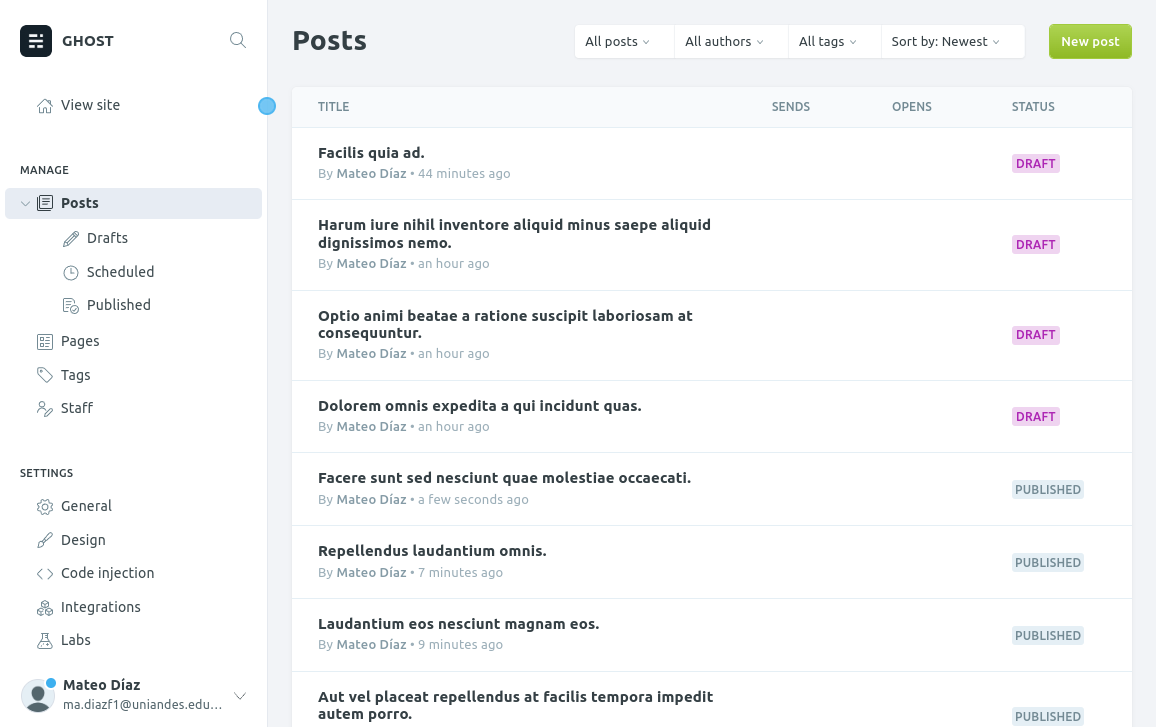 GHOST
View site
MANAGE
Posts
Drafts
Scheduled
Published
Pages
Tags
Staff
SETTINGS
General
Design
Code injection
Integrations
Labs
Mateo Díaz
ma.diazf1@uniandes.edu...
Posts
All posts
All authors
All tags
Sort by: Newest
New post
TITLE SENDS OPENS STATUS
Facilis quia ad.
By Mateo Díaz • 44 minutes ago
DRAFT
Harum iure nihil inventore aliquid minus saepe aliquid
dignissimos nemo.
By Mateo Díaz • an hour ago
DRAFT
Optio animi beatae a ratione suscipit laboriosam at
consequuntur.
By Mateo Díaz • an hour ago
DRAFT
Dolorem omnis expedita a qui incidunt quas.
By Mateo Díaz • an hour ago
DRAFT
Facere sunt sed nesciunt quae molestiae occaecati.
By Mateo Díaz • a few seconds ago
PUBLISHED
Repellendus laudantium omnis.
By Mateo Díaz • 7 minutes ago
PUBLISHED
Laudantium eos nesciunt magnam eos.
By Mateo Díaz • 9 minutes ago
PUBLISHED
Aut vel placeat repellendus at facilis tempora impedit
autem porro.
PUBLISHED